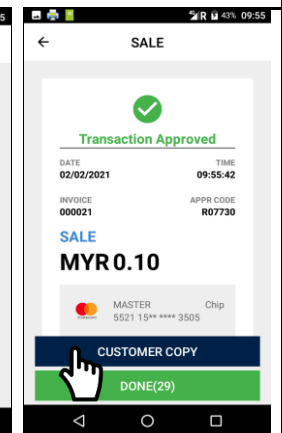 5
R 43% 09:55
SALE
Transaction Approved
DATE TIME
02/02/2021 09:55:42
INVOICE APPR CODE
000021 R07730
SALE
MYR 0.10
MASTER Chip
5521 15** **** 3505
CUSTOMER COPY
DONE(29)